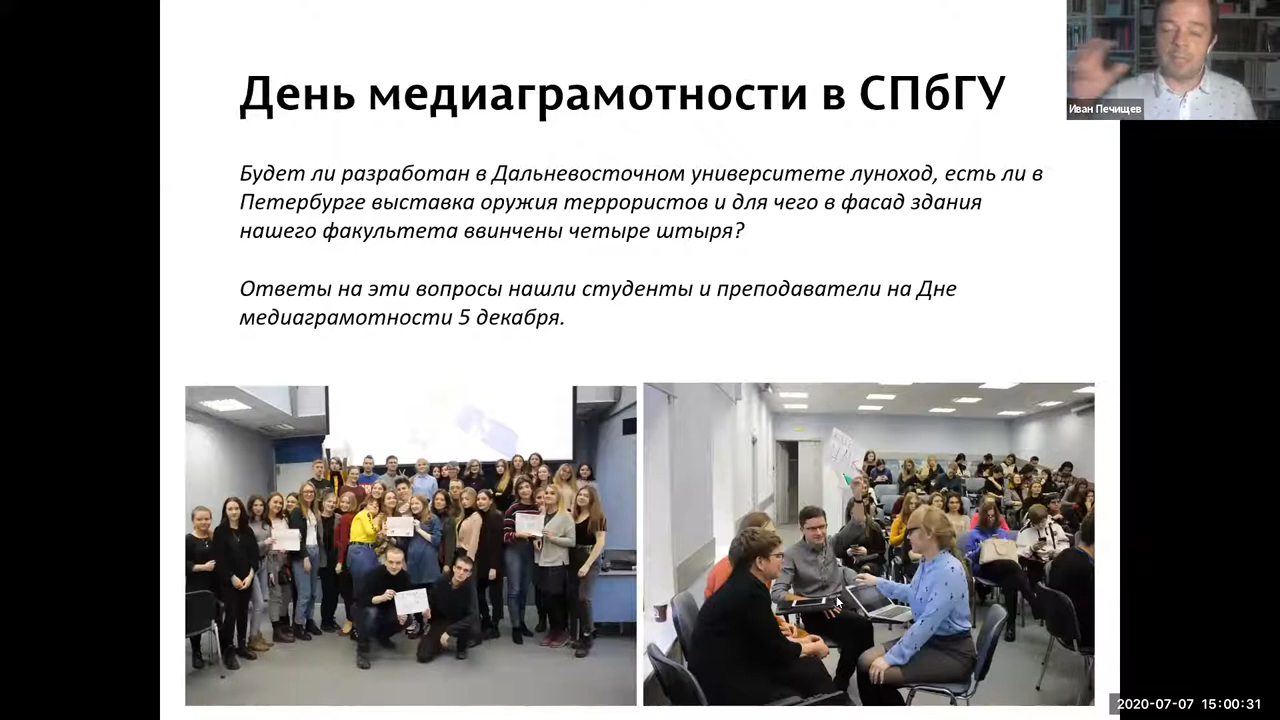 День медиаграмотности в СПбГУ
Иван Печищев
Будет ли разработан в Дальневосточном университете луноход, есть ли в
Петербурге выставка оружия террористов и для чего в фасад здания
нашего факультета ввинчены четыре штыря?
Ответы на эти вопросы нашли студенты и преподаватели на Дне
медиаграмотности 5 декабря.
2020-07-07 15:00:31